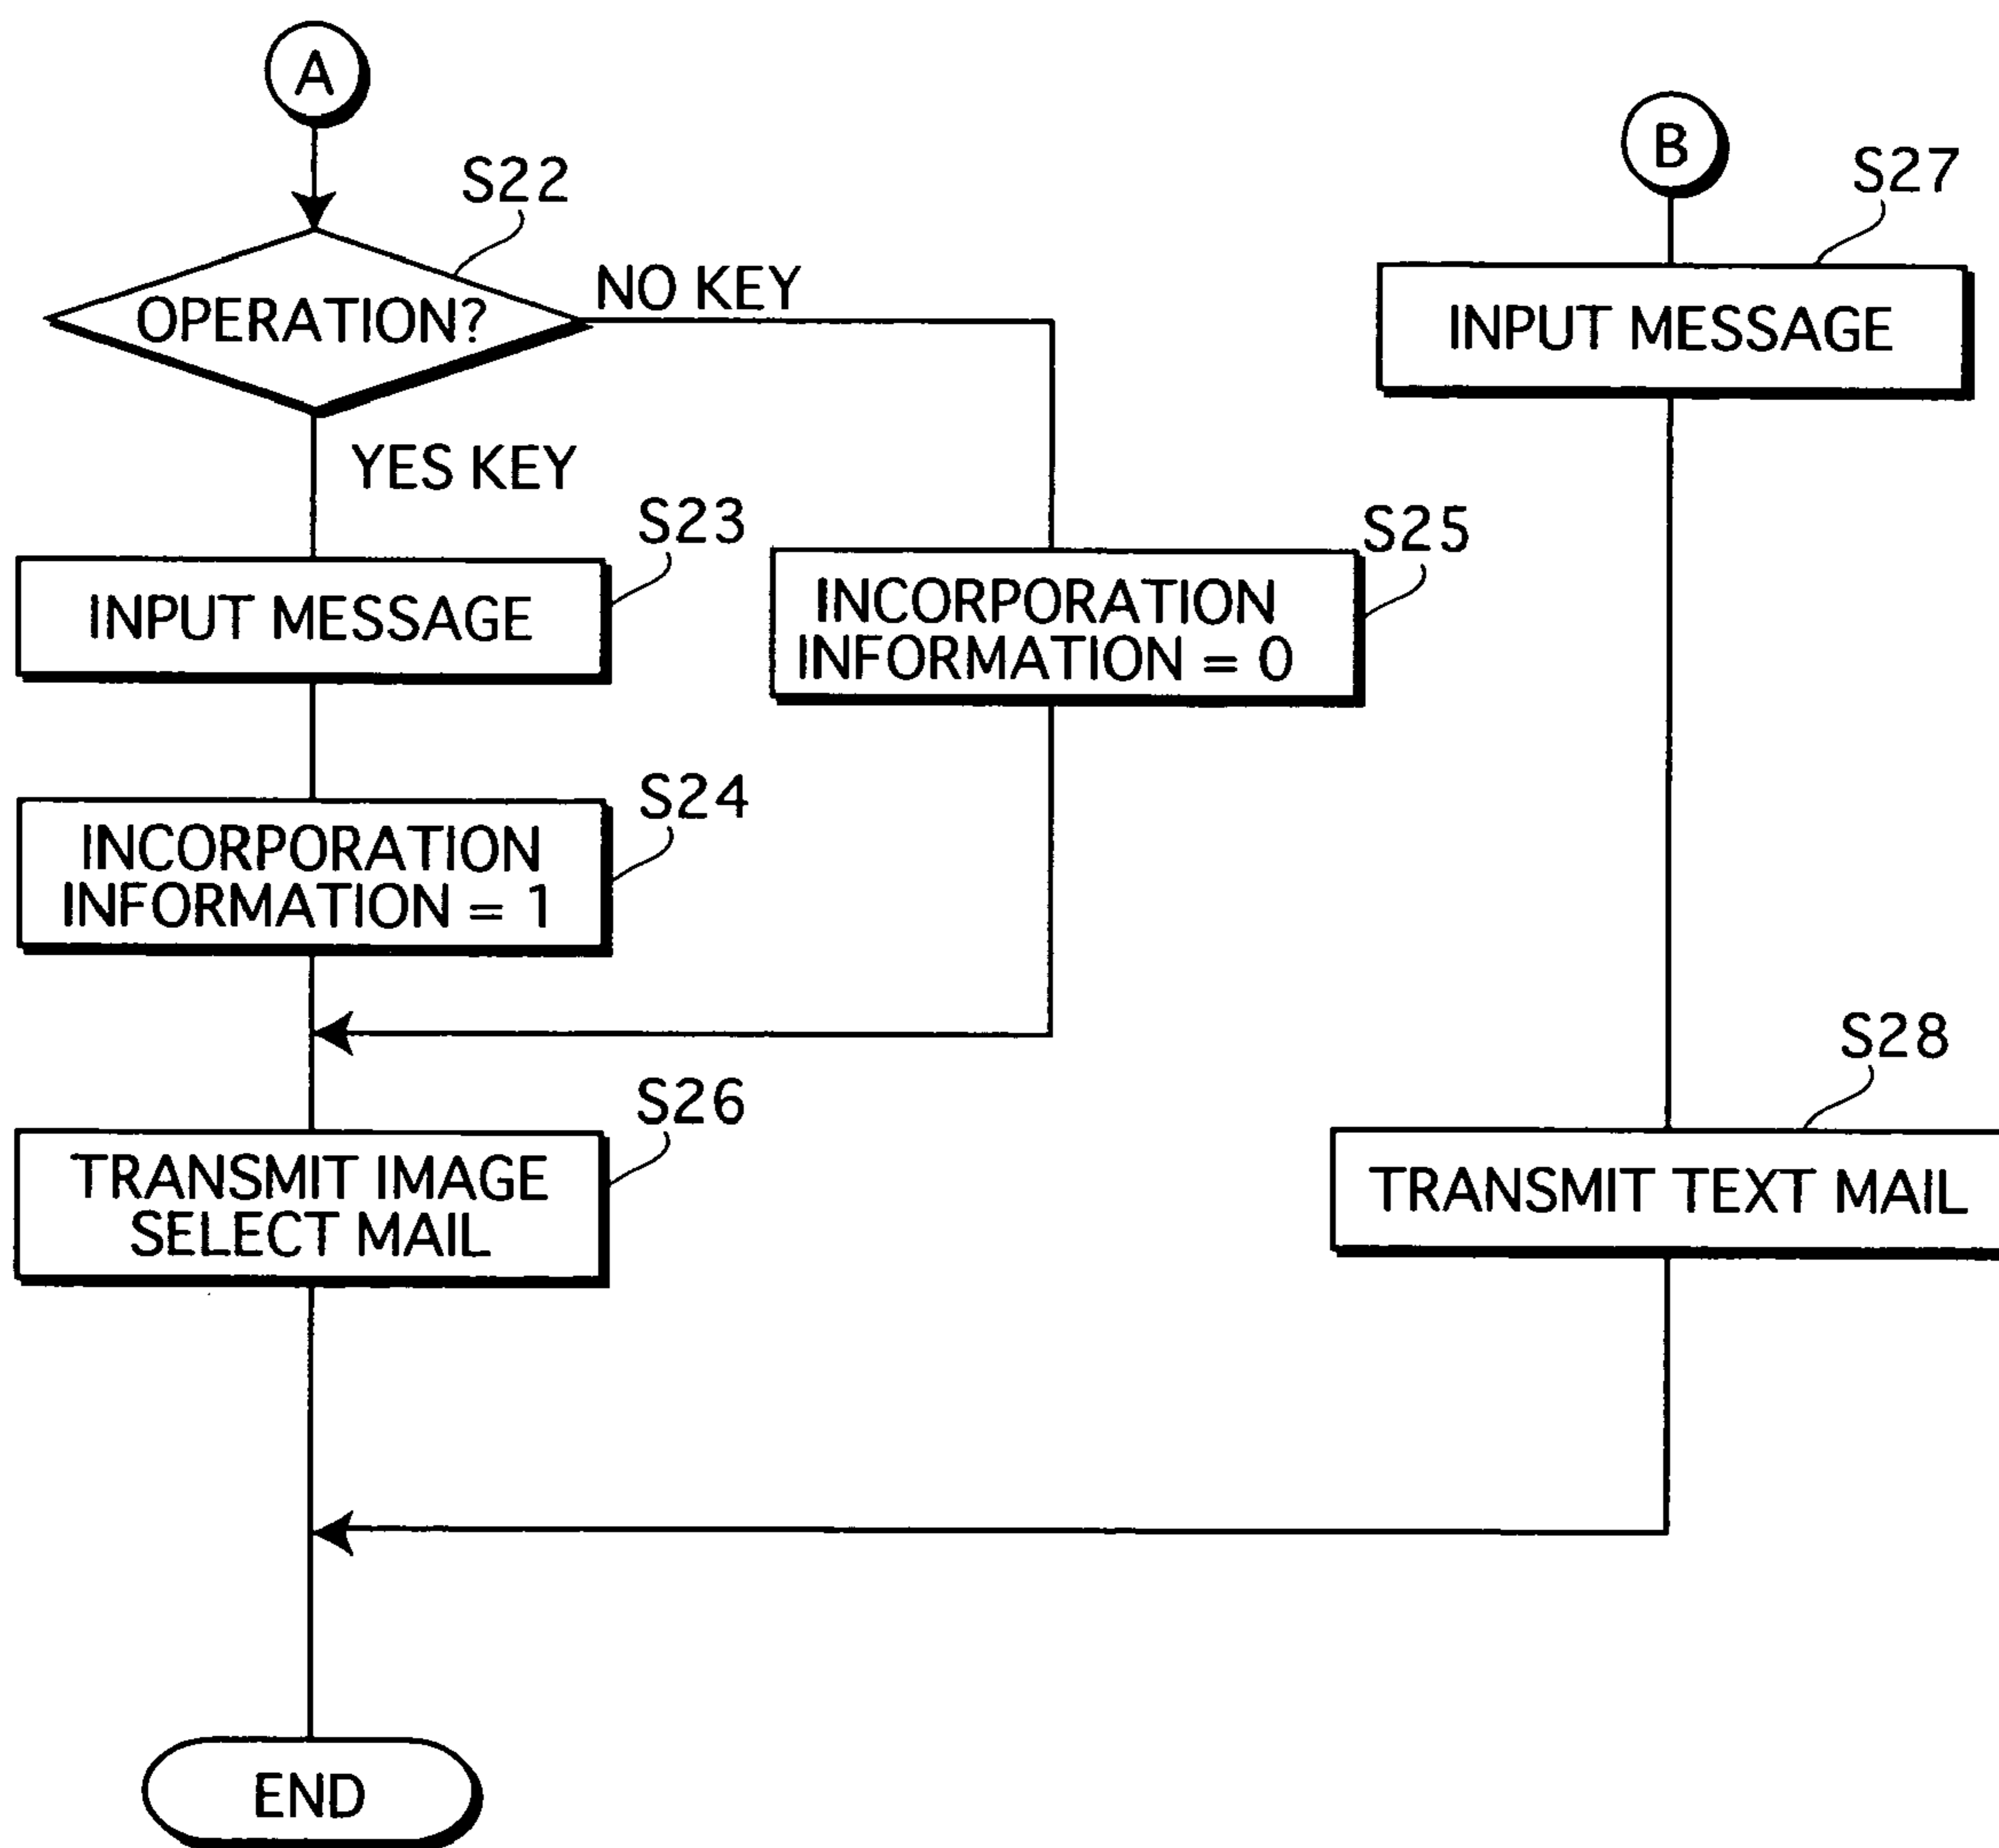 A
S22
OPERATION?
NO KEY
YES KEY
S23
INPUT MESSAGE
S25
INCORPORATION
INFORMATION = 0
S24
INCORPORATION
INFORMATION = 1
S26
TRANSMIT IMAGE
SELECT MAIL
B
S27
INPUT MESSAGE
S28
TRANSMIT TEXT MAIL
END